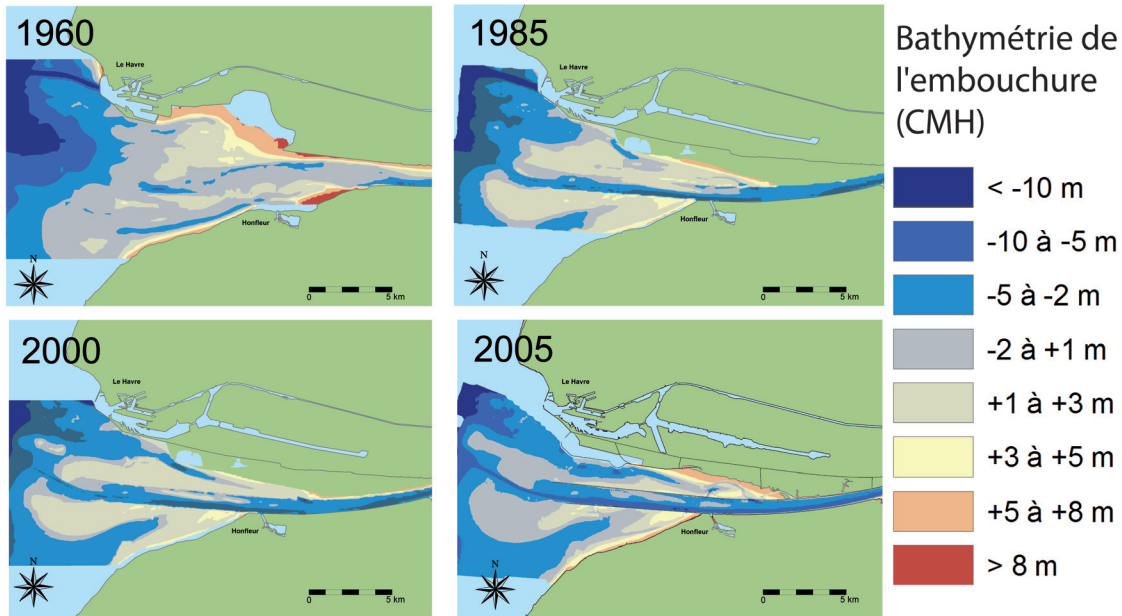 1960
Le Havre
Honfleur
N
0 5 km
1985
Le Havre
Honfleur
N
0 5 km
2000
Le Havre
Honfleur
N
0 5 km
2005
Le Havre
Honfleur
N
0 5 km
Bathymétrie de
l'embouchure
(CMH)
< -10 m
-10 à -5 m
-5 à -2 m
-2 à +1 m
+1 à +3 m
+3 à +5 m
+5 à +8 m
> 8 m